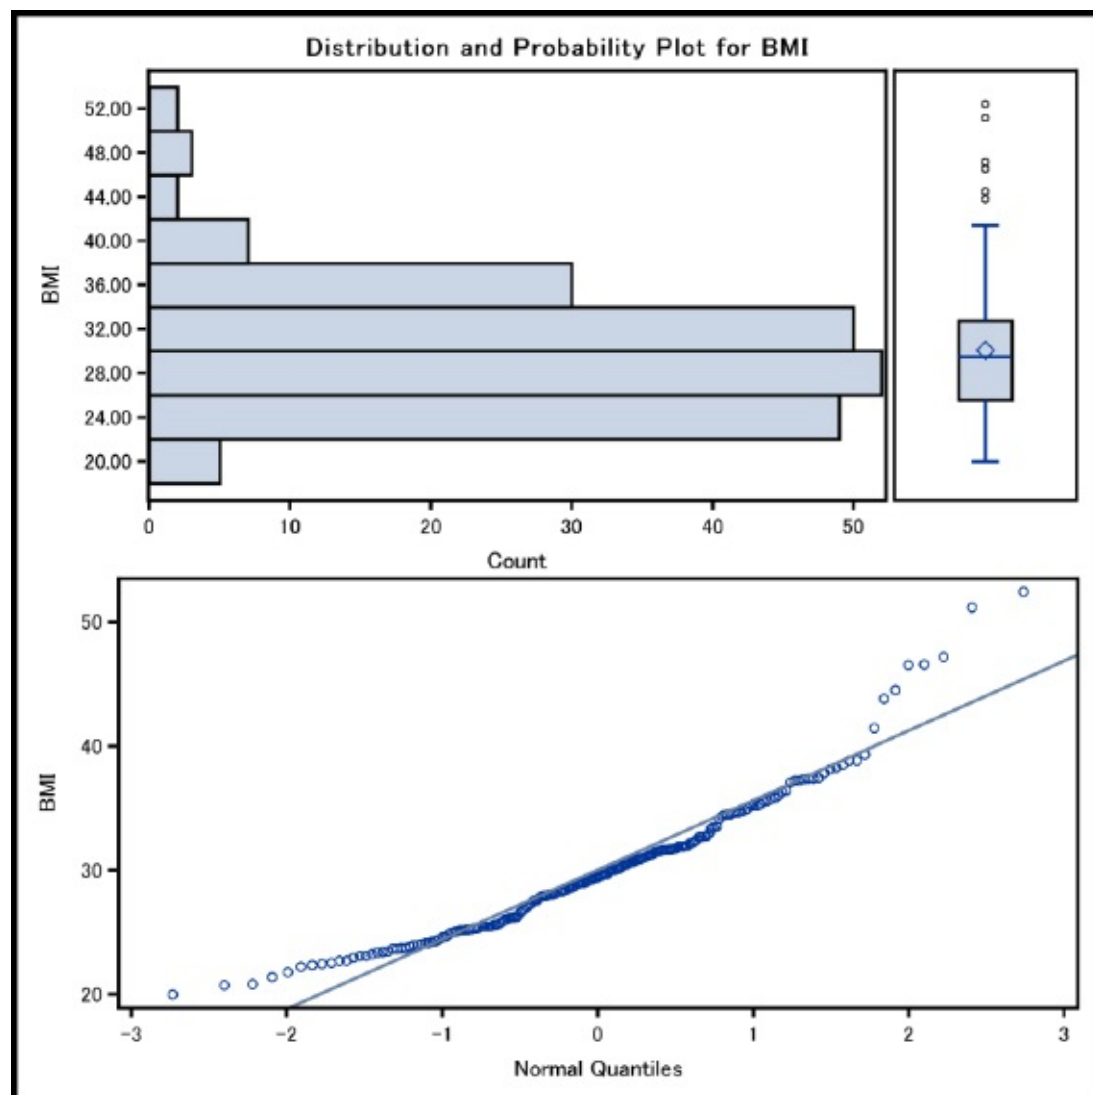 Distribution and Probability Plot for BMI
52.00
48.00
44.00
40.00
36.00
32.00
28.00
24.00
20.00
BMI
0 10 20 30 40 50
Count
50
40
30
20
BMI
-3 -2 -1 0 1 2 3
Normal Quantiles